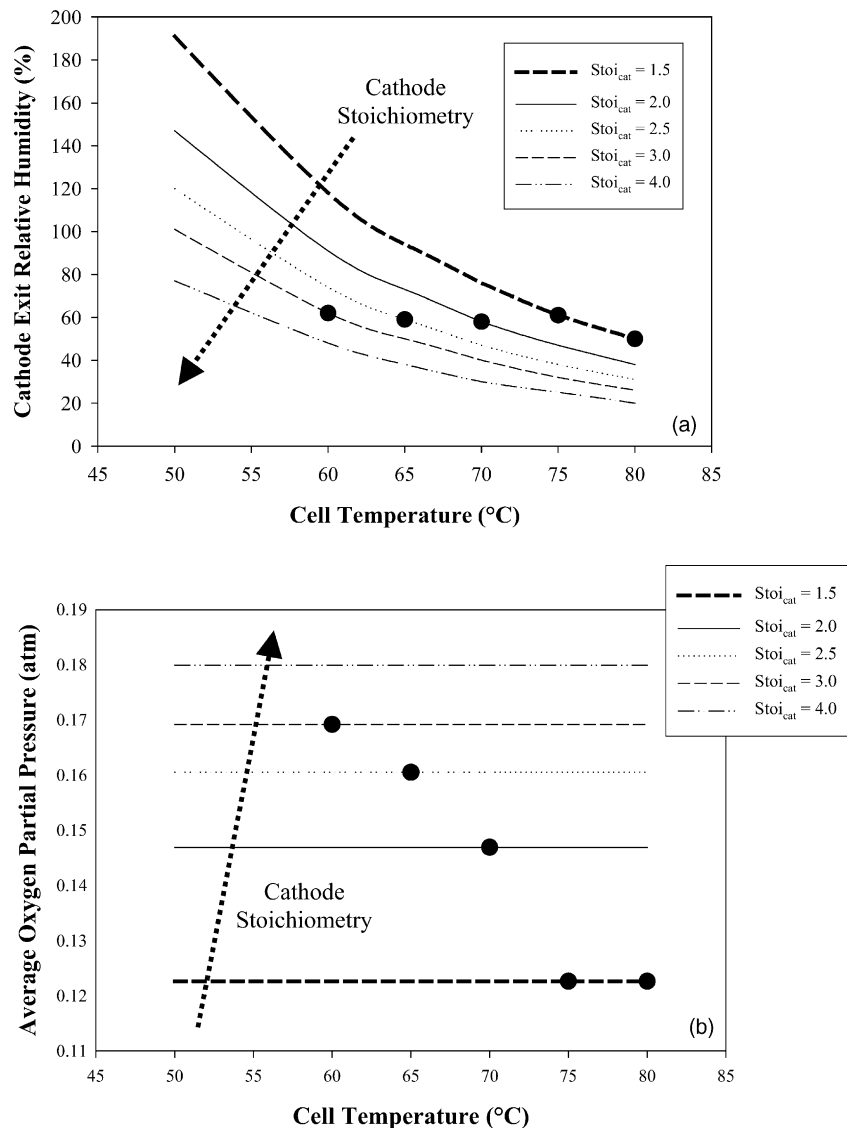 200
180
160
140
120
100
80
60
40
20
0
Cathode Exit Relative Humidity (%)
Cathode
Stoichiometry
Stoicat = 1.5
Stoicat = 2.0
Stoicat = 2.5
Stoicat = 3.0
Stoicat = 4.0
(a)
45 50 55 60 65 70 75 80 85
Cell Temperature (°C)
0.19
0.18
0.17
0.16
0.15
0.14
0.13
0.12
0.11
Average Oxygen Partial Pressure (atm)
Stoicat = 1.5
Stoicat = 2.0
Stoicat = 2.5
Stoicat = 3.0
Stoicat = 4.0
Cathode
Stoichiometry
(b)
45 50 55 60 65 70 75 80 85
Cell Temperature (°C)